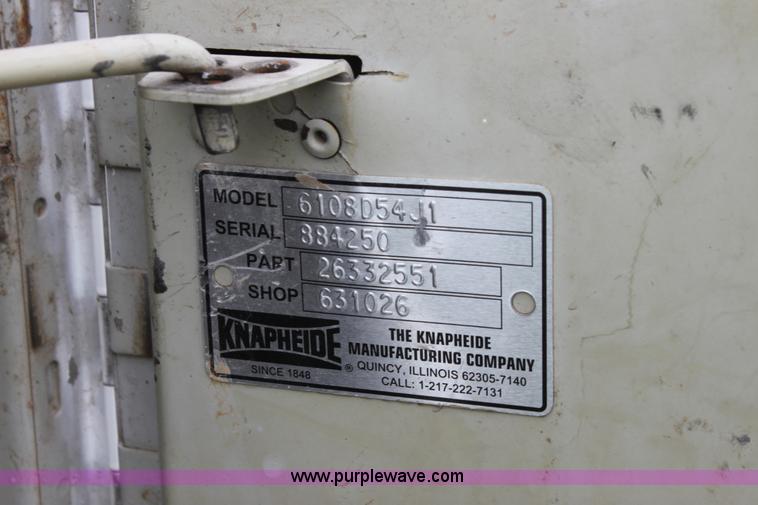 MODEL 6108D54J1
SERIAL 884250
PART 26332551
SHOP 631026
KNAPHEIDE ®
SINCE 1848
THE KNAPHEIDE
MANUFACTURING COMPANY
QUINCY, ILLINOIS 62305-7140
CALL: 1-217-222-7131
www.purplewave.com